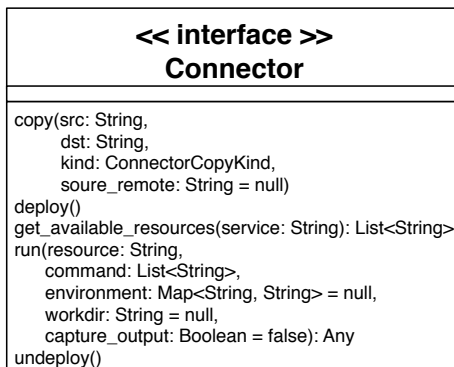 << interface >>
Connector
copy(src: String,
dst: String,
kind: ConnectorCopyKind,
soure_remote: String = null)
deploy()
get_available_resources(service: String): List<String>
run(resource: String,
command: List<String>,
environment: Map<String, String> = null,
workdir: String = null,
capture_output: Boolean = false): Any
undeploy()